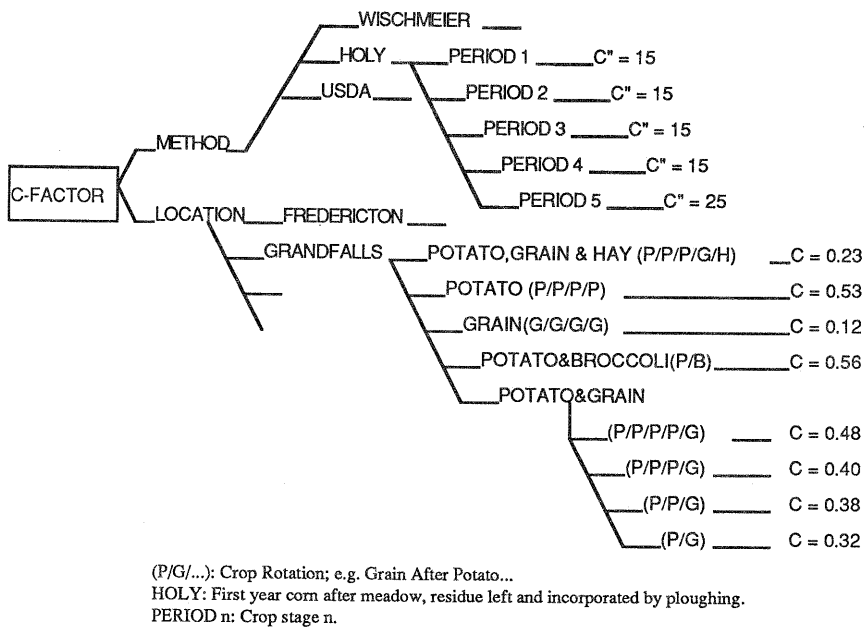 WISCHMEIER
HOLY PERIOD 1 C" = 15
USDA PERIOD 2 C" = 15
PERIOD 3 C" = 15
METHOD
PERIOD 4 C" = 15
C-FACTOR
PERIOD 5 C" = 25
LOCATION FREDERICTON
GRANDFALLS POTATO,GRAIN & HAY (P/P/P/G/H) C = 0.23
POTATO (P/P/P/P) C = 0.53
GRAIN(G/G/G/G) C = 0.12
POTATO&BROCCOLI(P/B) C = 0.56
POTATO&GRAIN
(P/P/P/P/G) C = 0.48
(P/P/P/G) C = 0.40
(P/P/G) C = 0.38
(P/G) C = 0.32
(P/G/...): Crop Rotation; e.g. Grain After Potato...
HOLY: First year corn after meadow, residue left and incorporated by ploughing.
PERIOD n: Crop stage n.